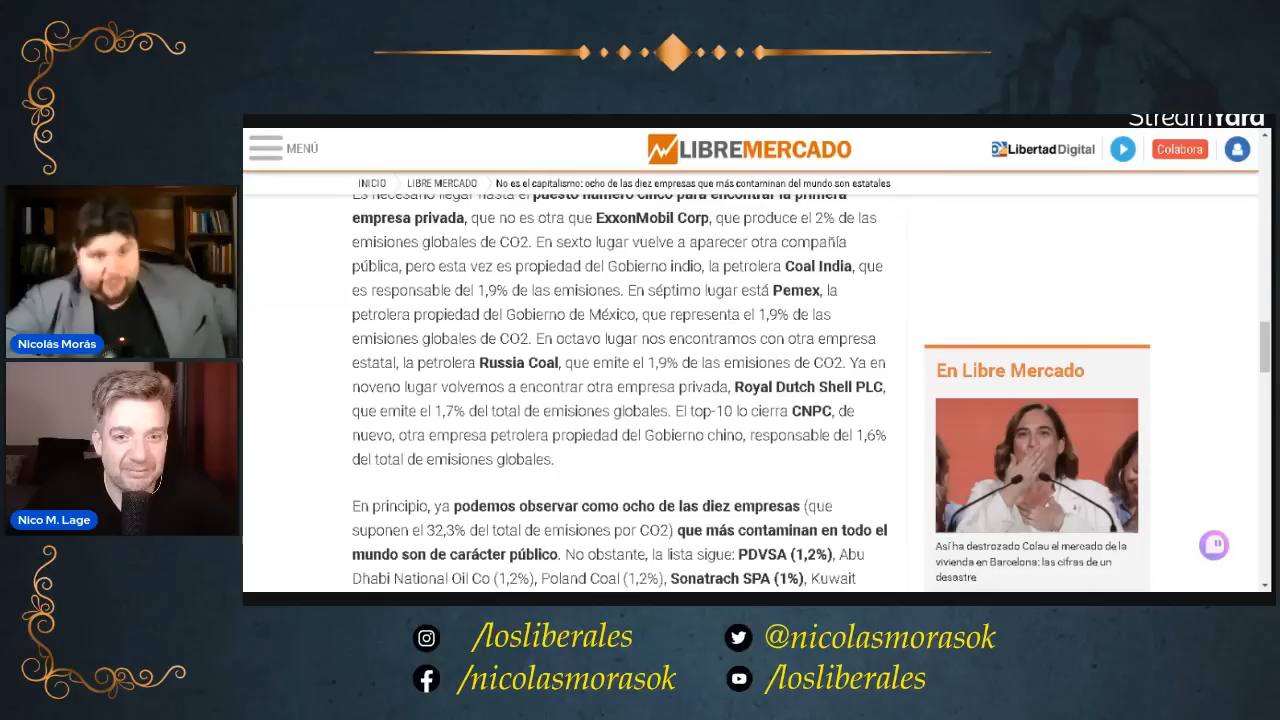 StreamYard
MENÚ
LIBREMERCADO
LibertadDigital
Colabora
INICIO
LIBRE MERCADO
No es el capitalismo: ocho de las diez empresas que más contaminan del mundo son estatales
Es necesario llegar hasta el puesto número cinco para encontrar la primera
empresa privada, que no es otra que ExxonMobil Corp, que produce el 2% de las
emisiones globales de CO2. En sexto lugar vuelve a aparecer otra compañía
pública, pero esta vez es propiedad del Gobierno indio, la petrolera Coal India, que
es responsable del 1,9% de las emisiones. En séptimo lugar está Pemex, la
petrolera propiedad del Gobierno de México, que representa el 1,9% de las
emisiones globales de CO2. En octavo lugar nos encontramos con otra empresa
estatal, la petrolera Russia Coal, que emite el 1,9% de las emisiones de CO2. Ya en
noveno lugar volvemos a encontrar otra empresa privada, Royal Dutch Shell PLC,
que emite el 1,7% del total de emisiones globales. El top-10 lo cierra CNPC, de
nuevo, otra empresa petrolera propiedad del Gobierno chino, responsable del 1,6%
del total de emisiones globales.
En principio, ya podemos observar como ocho de las diez empresas (que
suponen el 32,3% del total de emisiones por CO2) que más contaminan en todo el
mundo son de carácter público. No obstante, la lista sigue: PDVSA (1,2%), Abu
Dhabi National Oil Co (1,2%), Poland Coal (1,2%), Sonatrach SPA (1%), Kuwait
En Libre Mercado
Así ha destrozado Colau el mercado de la
vivienda en Barcelona: las cifras de un
desastre
Nicolás Morás
Nico M. Lage
/losliberales
@nicolasmorasok
/nicolasmorasok
/losliberales